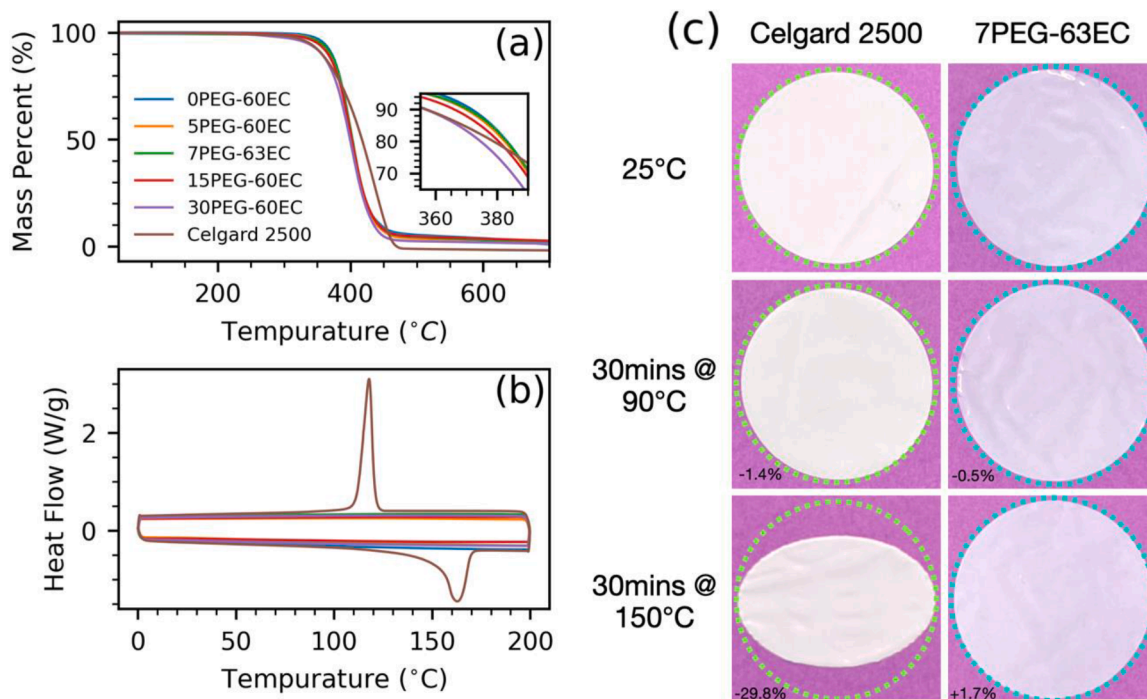 (a)
100
50
0
Mass Percent (%)
0PEG-60EC
5PEG-60EC
7PEG-63EC
15PEG-60EC
30PEG-60EC
Celgard 2500
90
80
70
360
380
200
400
600
Tempurature (°C)
(b)
2
0
Heat Flow (W/g)
0
50
100
150
200
Tempurature (°C)
(c)
Celgard 2500
7PEG-63EC
25°C
30mins @
90°C
-1.4%
-0.5%
30mins @
150°C
-29.8%
+1.7%